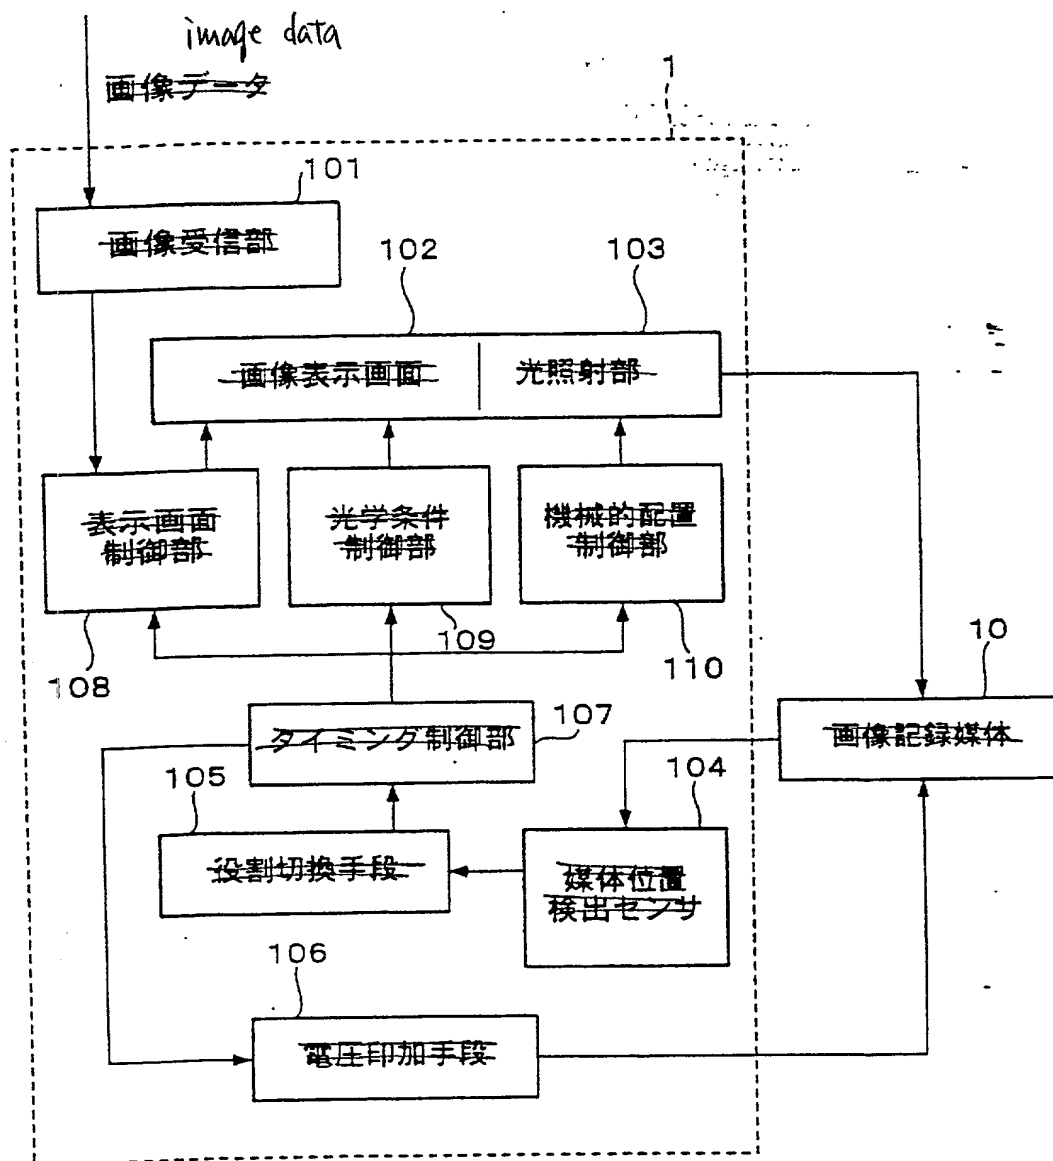 image data
画像データ
1
101
画像受信部
102
103
画像表示画面
光照射部
表示画面
制御部
光学条件
制御部
機械的配置
制御部
108
109
110
10
タイミング制御部
107
画像記録媒体
105
104
役割切換手段
媒体位置
検出センサ
106
電圧印加手段